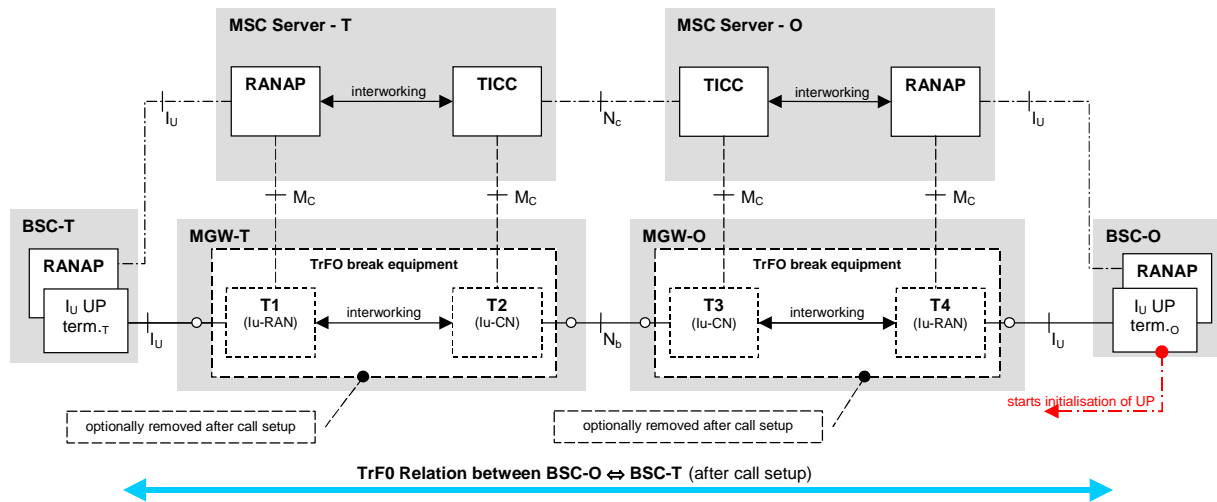 MSC Server - T
MSC Server - O
RANAP
interworking
TICC
TICC
interworking
RANAP
IU
Nc
IU
MC
MC
MC
MC
BSC-T
MGW-T
MGW-O
BSC-O
RANAP
TrFO break equipment
TrFO break equipment
RANAP
IU UP
term.T
T1
(Iu-RAN)
interworking
T2
(Iu-CN)
T3
(Iu-CN)
interworking
T4
(Iu-RAN)
IU UP
term.O
IU
Nb
IU
starts initialisation of UP
optionally removed after call setup
optionally removed after call setup
TrF0 Relation between BSC-O ⇔ BSC-T (after call setup)